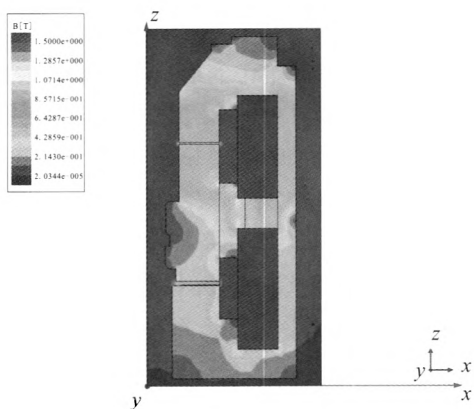 B[T]
1. 5000e+000
1. 2857e+000
1. 0714e+000
8. 5715e-001
6. 4287e-001
4. 2859e-001
2. 1430e-001
2. 0344e-005
z
y
x
z
y
x